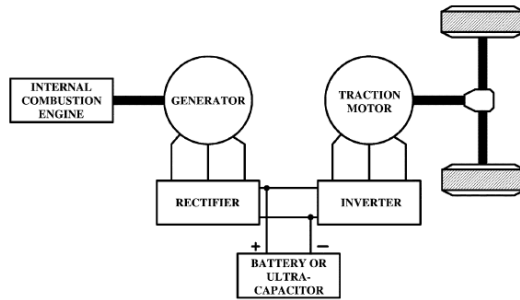 INTERNAL
COMBUSTION
ENGINE
GENERATOR
TRACTION
MOTOR
RECTIFIER
INVERTER
+ −
BATTERY OR
ULTRA-
CAPACITOR